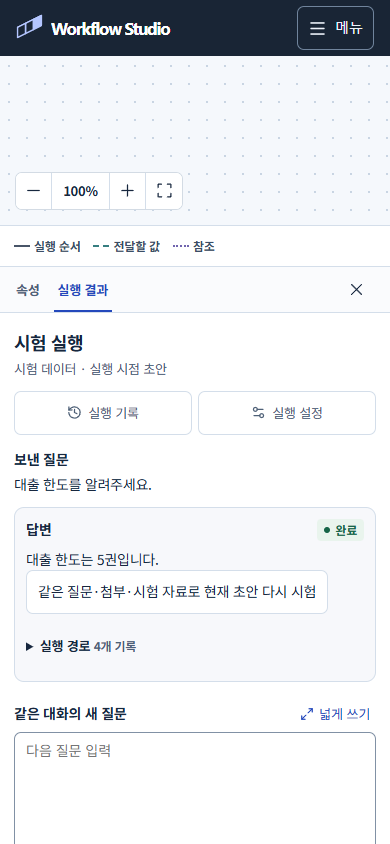 Workflow Studio
메뉴
100%
실행 순서
전달할 값
참조
속성
실행 결과
시험 실행
시험 데이터 · 실행 시점 초안
실행 기록
실행 설정
보낸 질문
대출 한도를 알려주세요.
답변
완료
대출 한도는 5권입니다.
같은 질문·첨부·시험 자료로 현재 초안 다시 시험
실행 경로 4개 기록
같은 대화의 새 질문
넓게 쓰기
다음 질문 입력